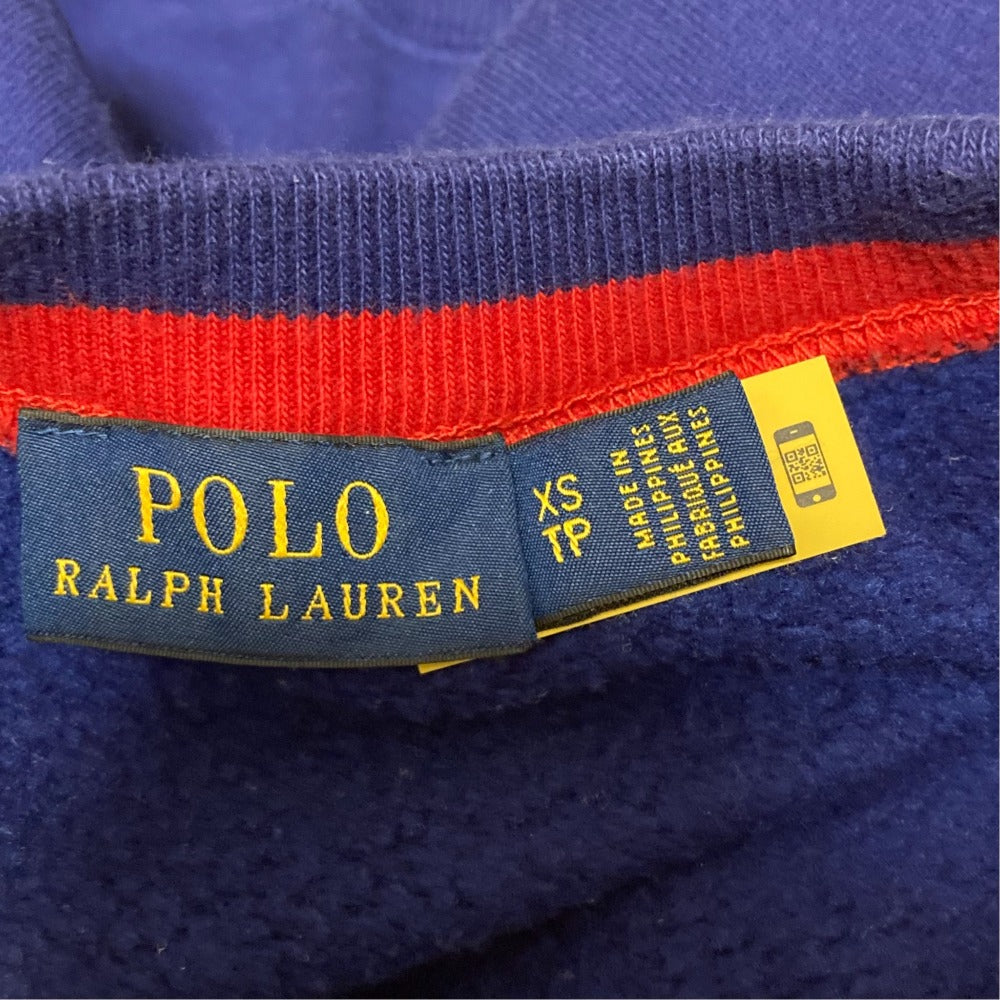 POLO
RALPH LAUREN
XS
TP
MADE IN
PHILIPPINES
FABRIQUÉ AUX
PHILIPPINES